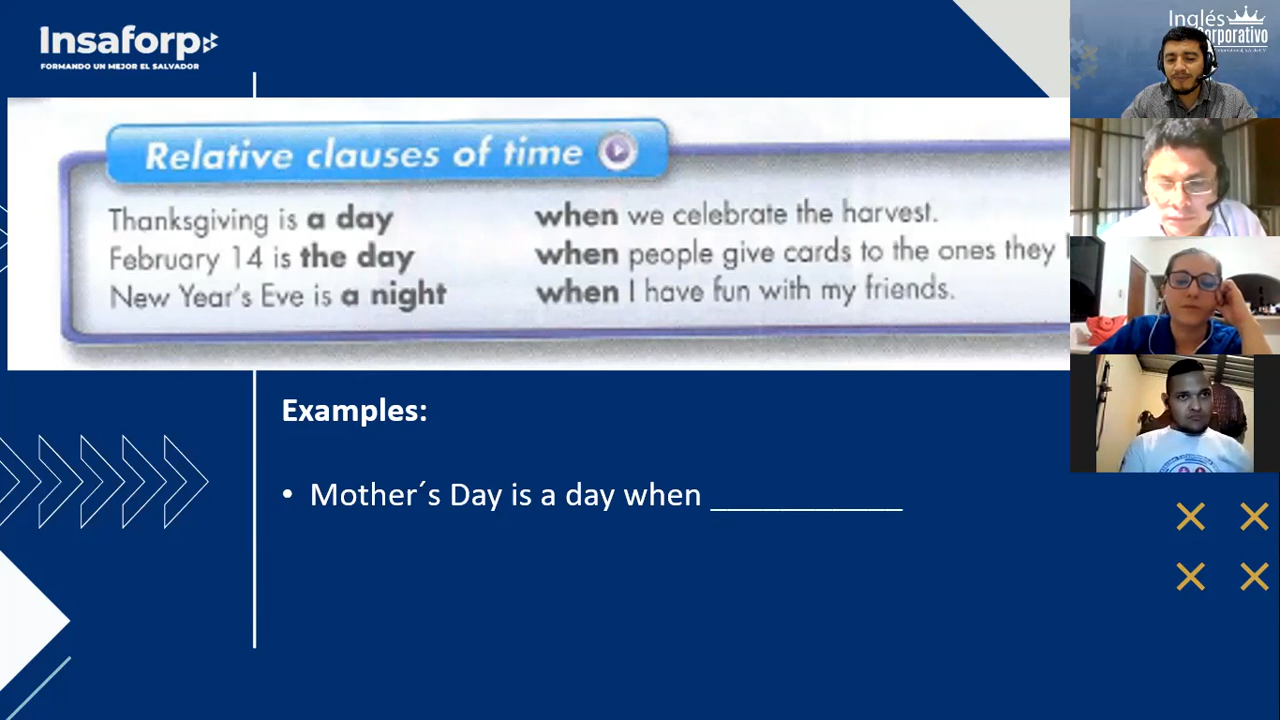 Insaforp
FORMANDO UN MEJOR EL SALVADOR
Inglés
Corporativo
Relative clauses of time
Thanksgiving is a day when we celebrate the harvest.
February 14 is the day when people give cards to the ones they
New Year's Eve is a night when I have fun with my friends.
Examples:
• Mother´s Day is a day when ____________